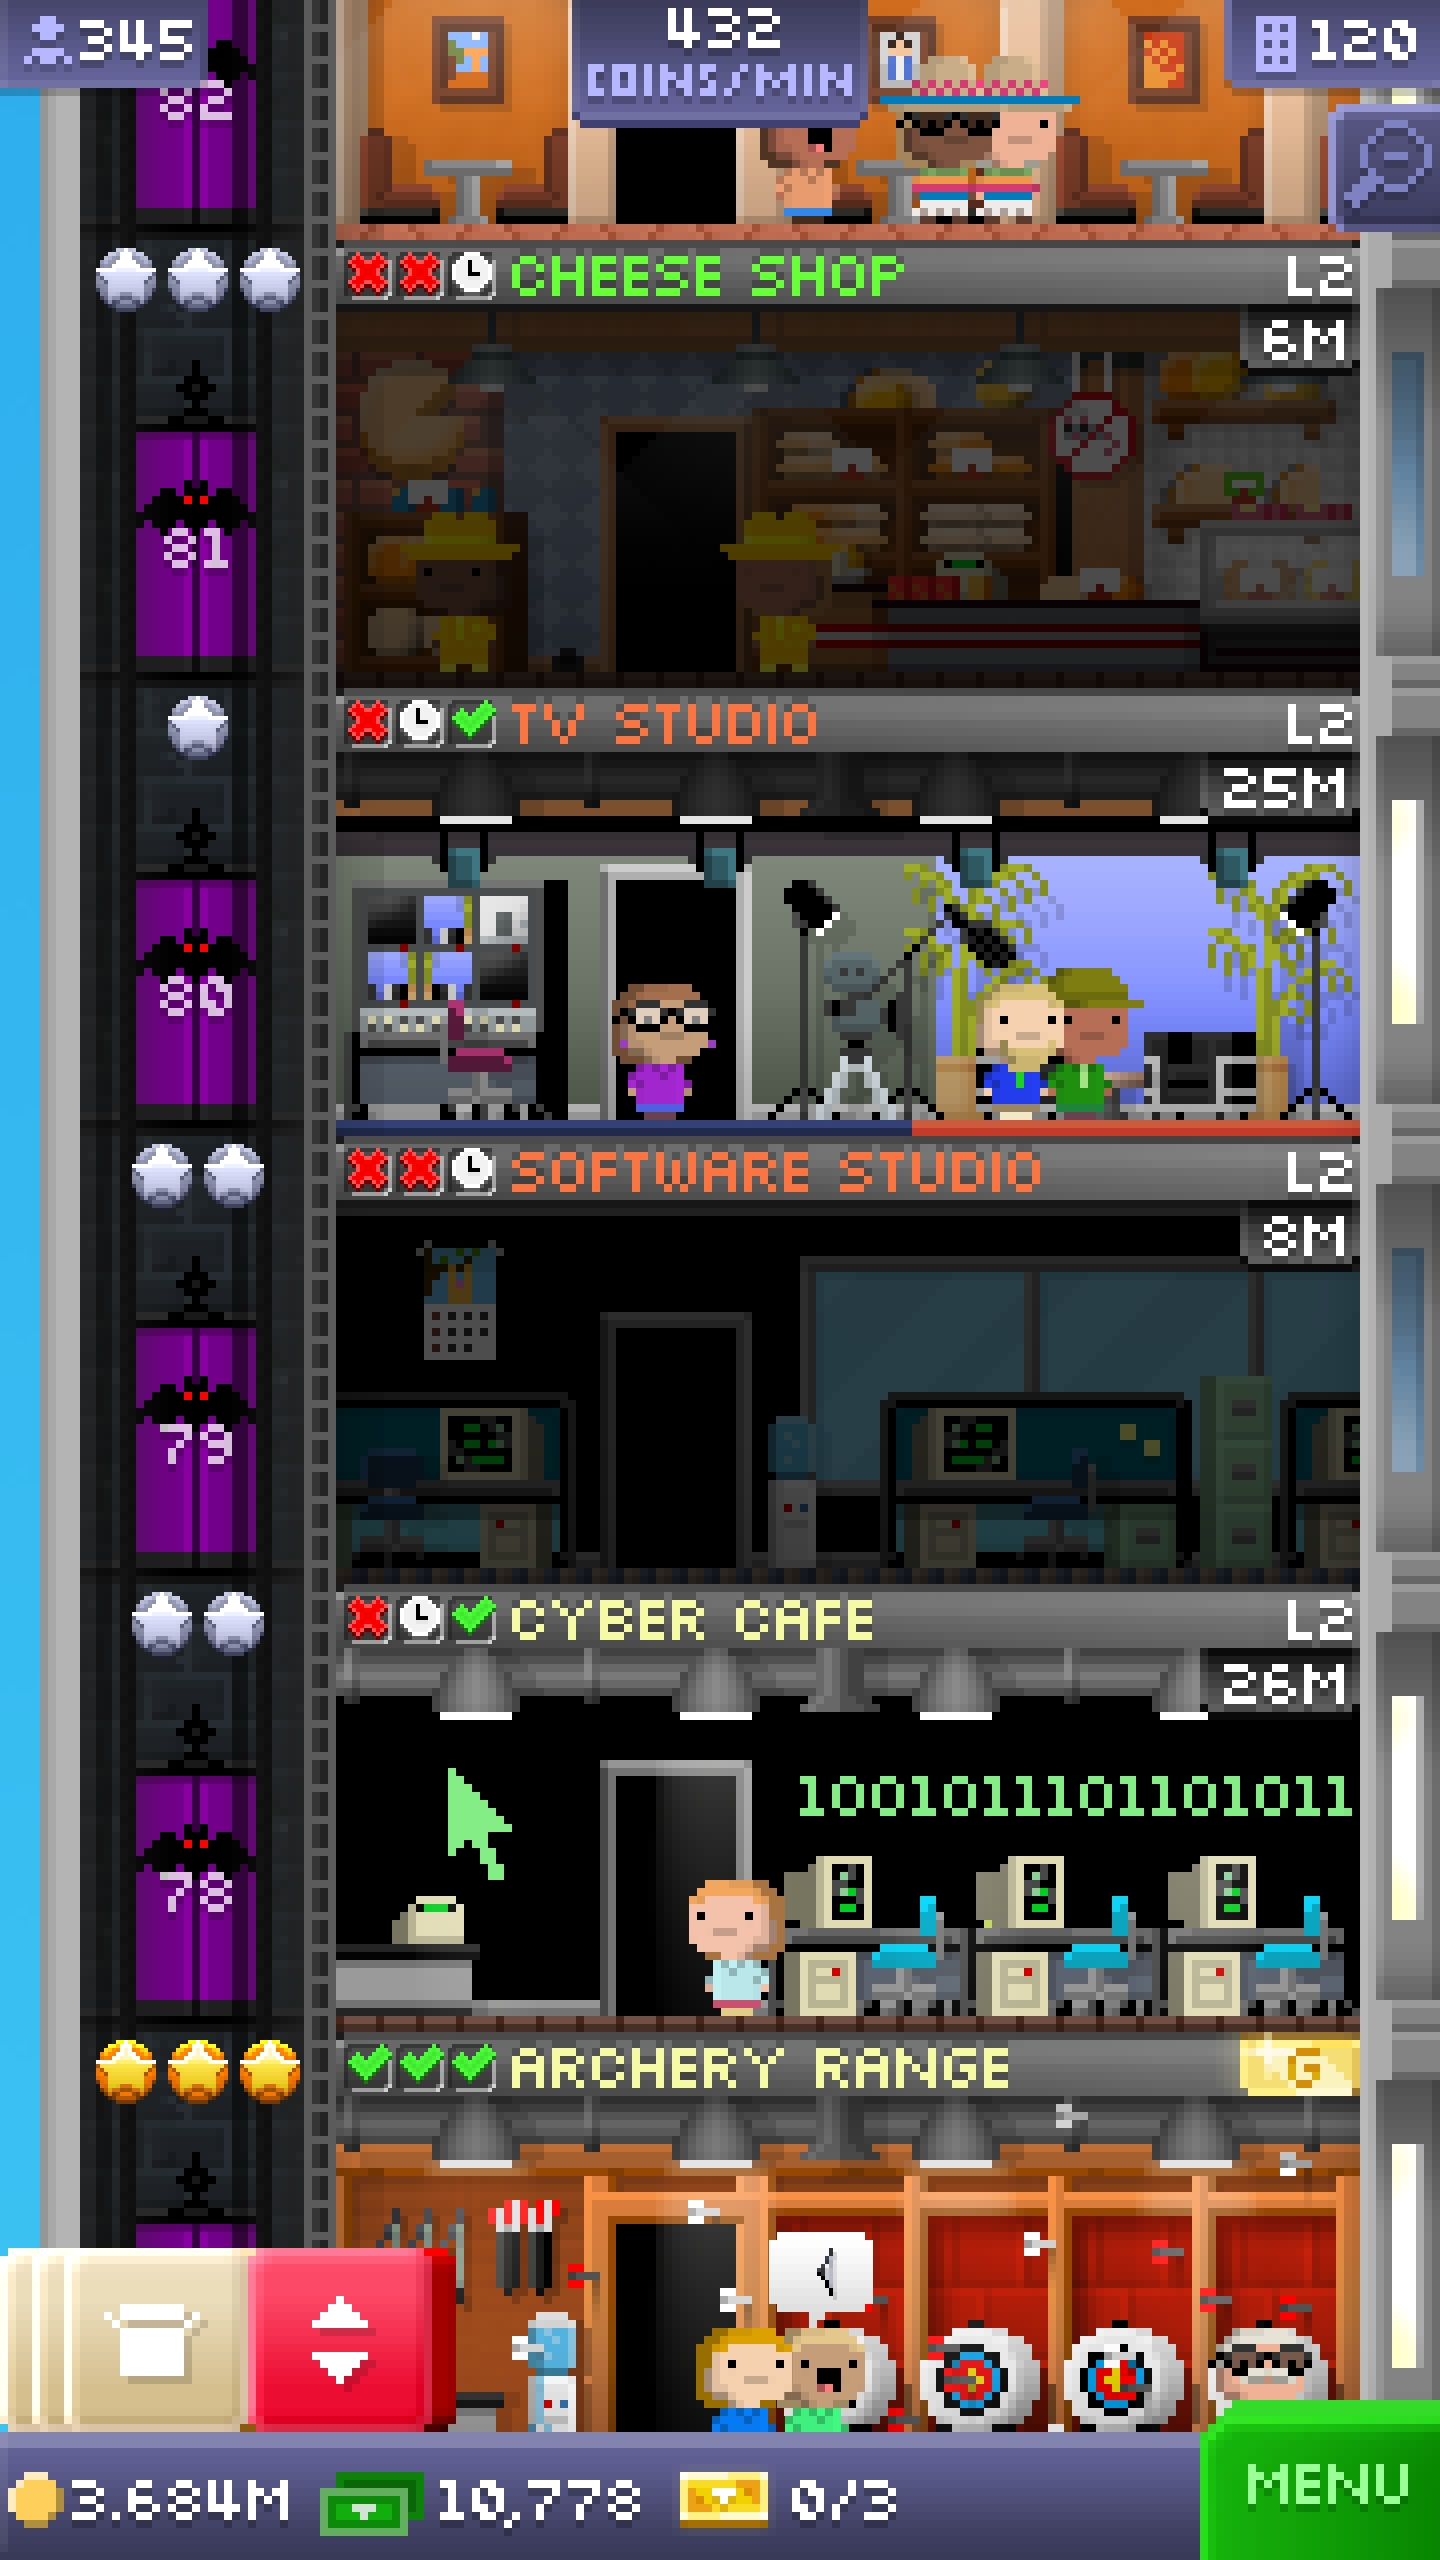 345
432
COINS/MIN
120
82
CHEESE SHOP
L2
6M
81
TV STUDIO
L2
25M
80
SOFTWARE STUDIO
L2
8M
79
CYBER CAFE
L2
26M
1001011101101011
78
ARCHERY RANGE
G
3.684M
10,778
0/3
MENU